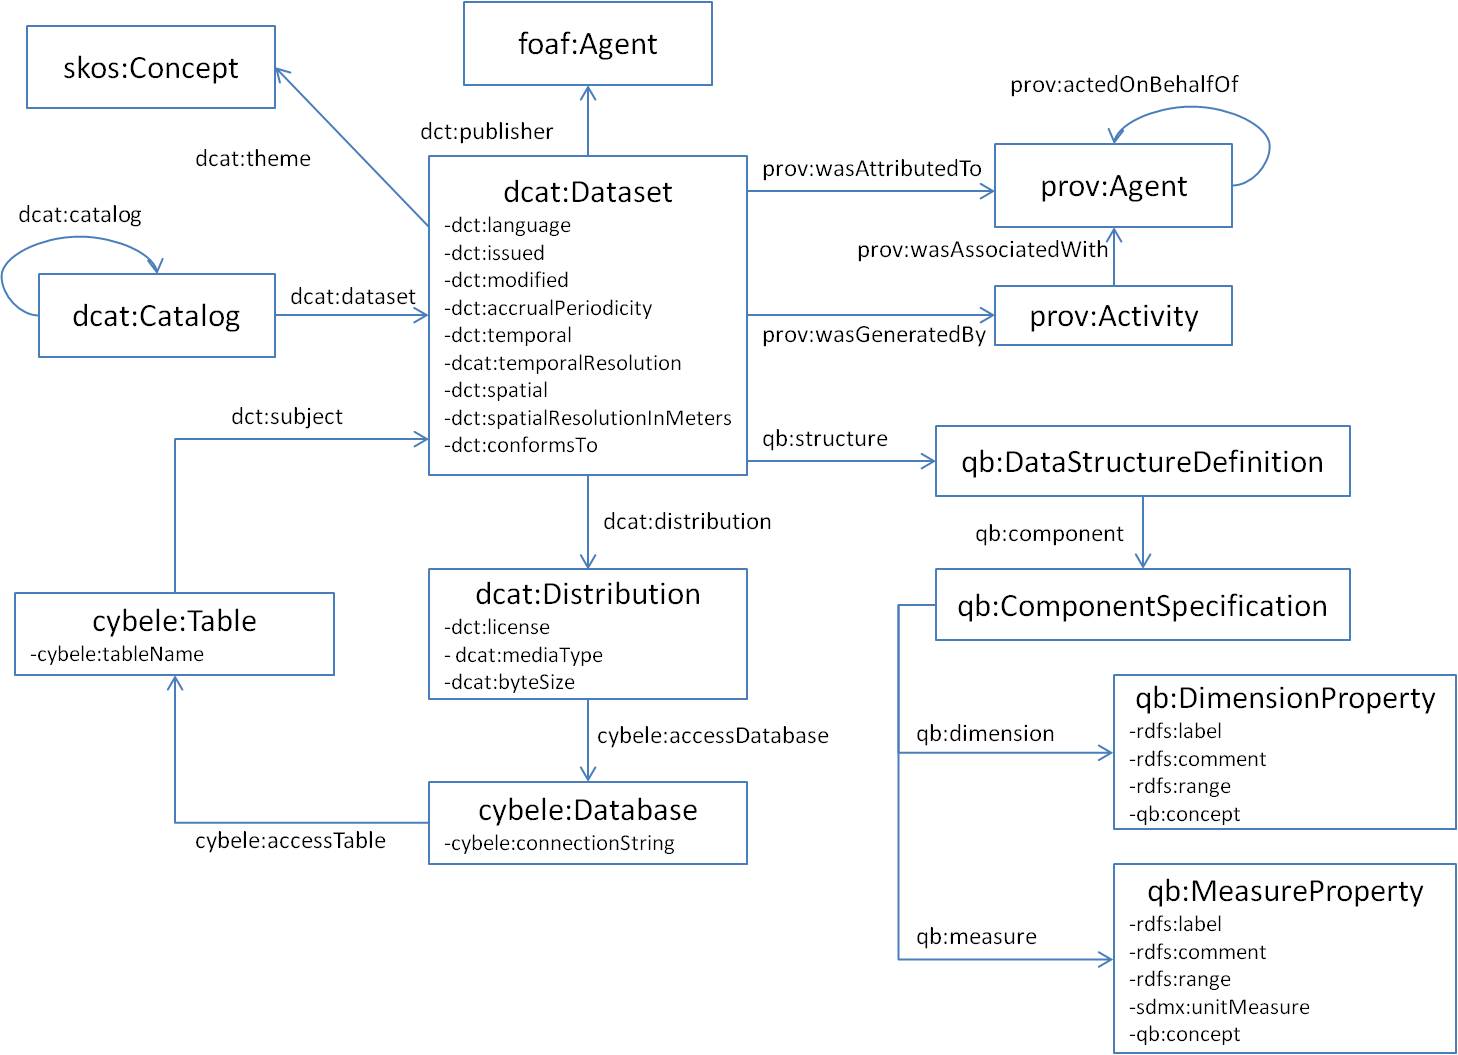 foaf:Agent
skos:Concept
prov:actedOnBehalfOf
dct:publisher
dcat:theme
prov:wasAttributedTo
prov:Agent
dcat:Dataset
-dct:language
-dct:issued
-dct:modified
-dct:accrualPeriodicity
-dct:temporal
-dcat:temporalResolution
-dct:spatial
-dct:spatialResolutionInMeters
-dct:conformsTo
dcat:catalog
dcat:Catalog
dcat:dataset
prov:wasAssociatedWith
prov:Activity
prov:wasGeneratedBy
dct:subject
qb:structure
qb:DataStructureDefinition
dcat:distribution
qb:component
dcat:Distribution
-dct:license
- dcat:mediaType
-dcat:byteSize
qb:ComponentSpecification
cybele:Table
-cybele:tableName
cybele:accessDatabase
qb:dimension
qb:DimensionProperty
-rdfs:label
-rdfs:comment
-rdfs:range
-qb:concept
cybele:Database
-cybele:connectionString
cybele:accessTable
qb:measure
qb:MeasureProperty
-rdfs:label
-rdfs:comment
-rdfs:range
-sdmx:unitMeasure
-qb:concept